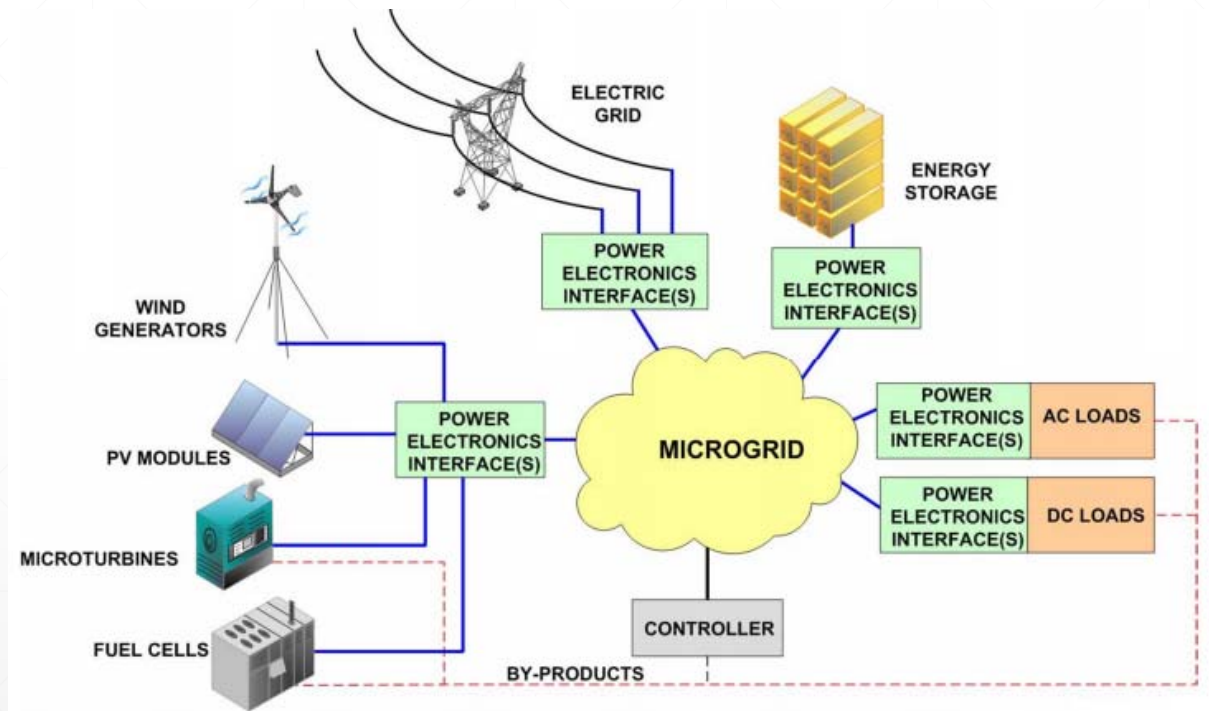 ELECTRIC
GRID
ENERGY
STORAGE
POWER
ELECTRONICS
INTERFACE(S)
POWER
ELECTRONICS
INTERFACE(S)
WIND
GENERATORS
PV MODULES
MICROTURBINES
FUEL CELLS
POWER
ELECTRONICS
INTERFACE(S)
MICROGRID
POWER
ELECTRONICS
INTERFACE(S)
AC LOADS
POWER
ELECTRONICS
INTERFACE(S)
DC LOADS
CONTROLLER
BY-PRODUCTS